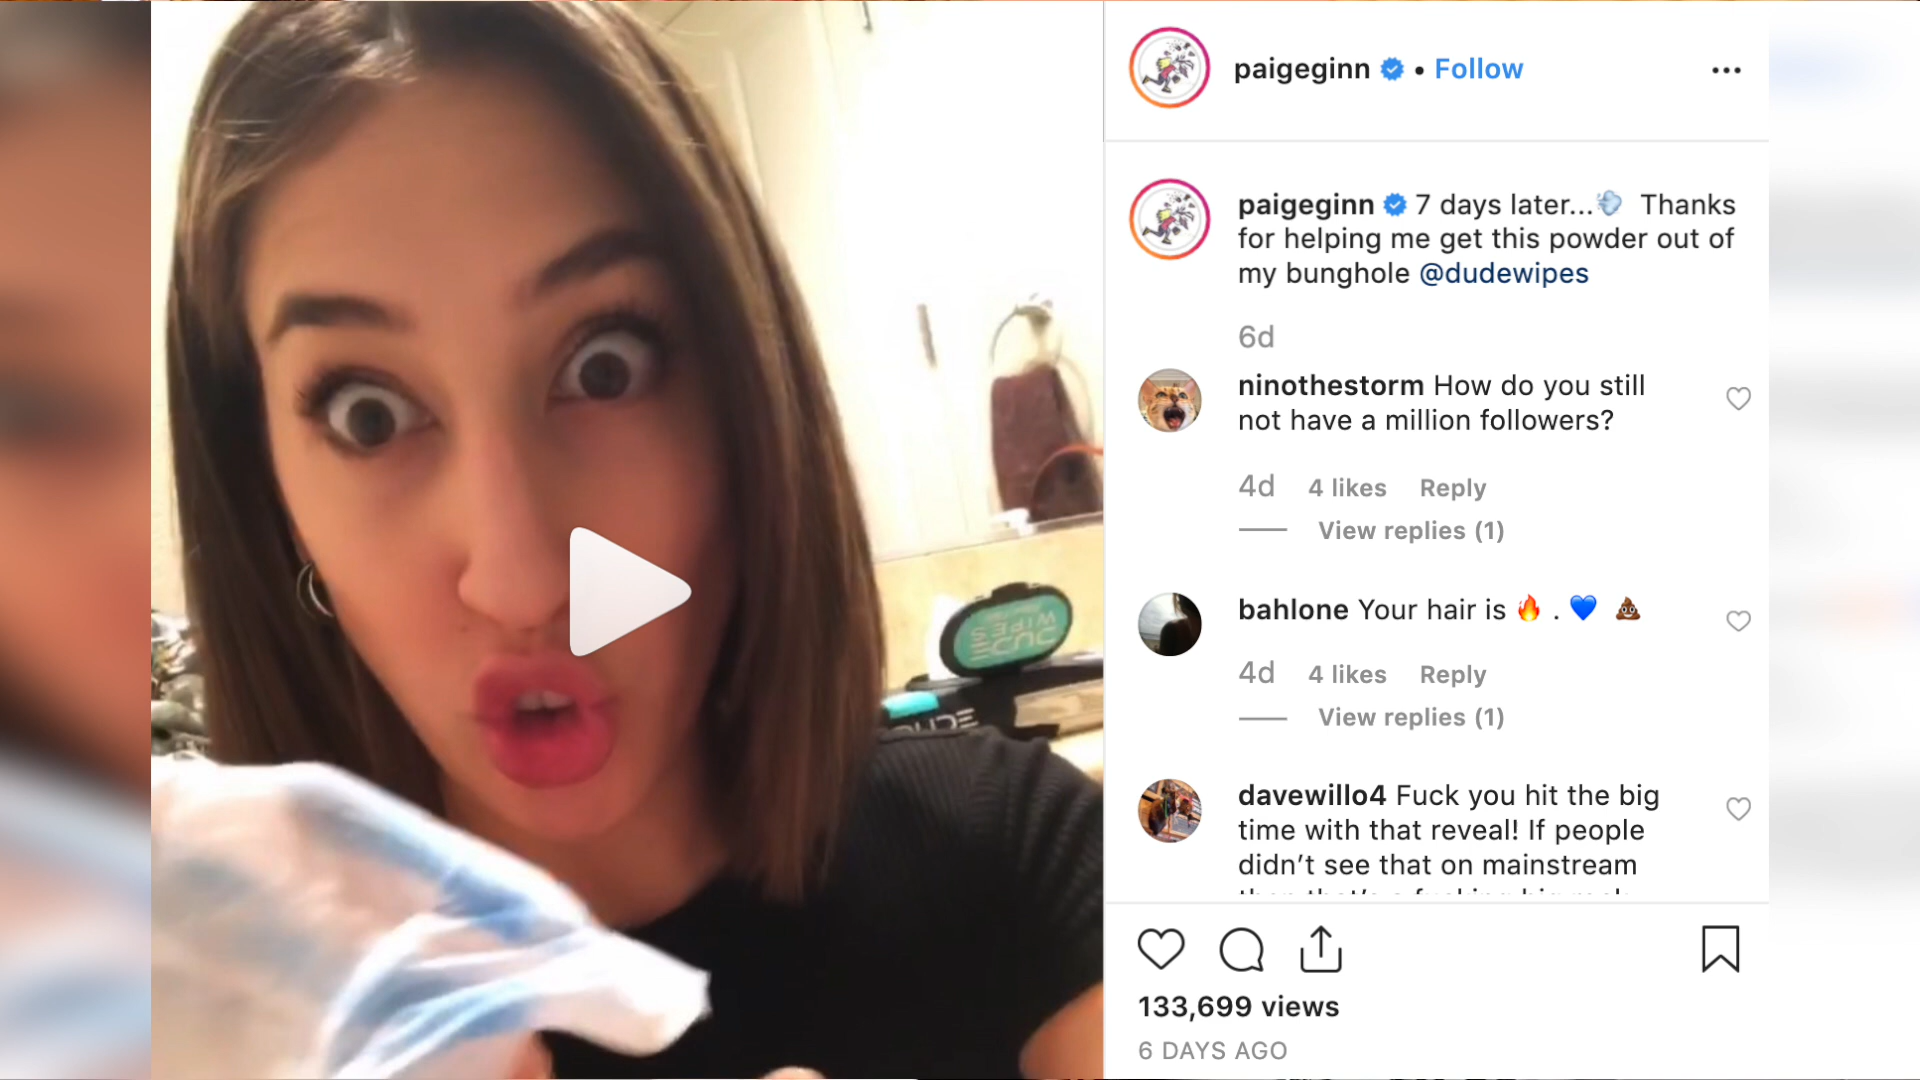 paigeginn • Follow
paigeginn 7 days later...💨 Thanks
for helping me get this powder out of
my bunghole @dudewipes
6d
ninothestorm How do you still
not have a million followers?
4d 4 likes Reply
View replies (1)
bahlone Your hair is 🔥 . 💙 💩
4d 4 likes Reply
View replies (1)
davewillo4 Fuck you hit the big
time with that reveal! If people
didn’t see that on mainstream
133,699 views
6 DAYS AGO
DUDE
WIPES
DUDE